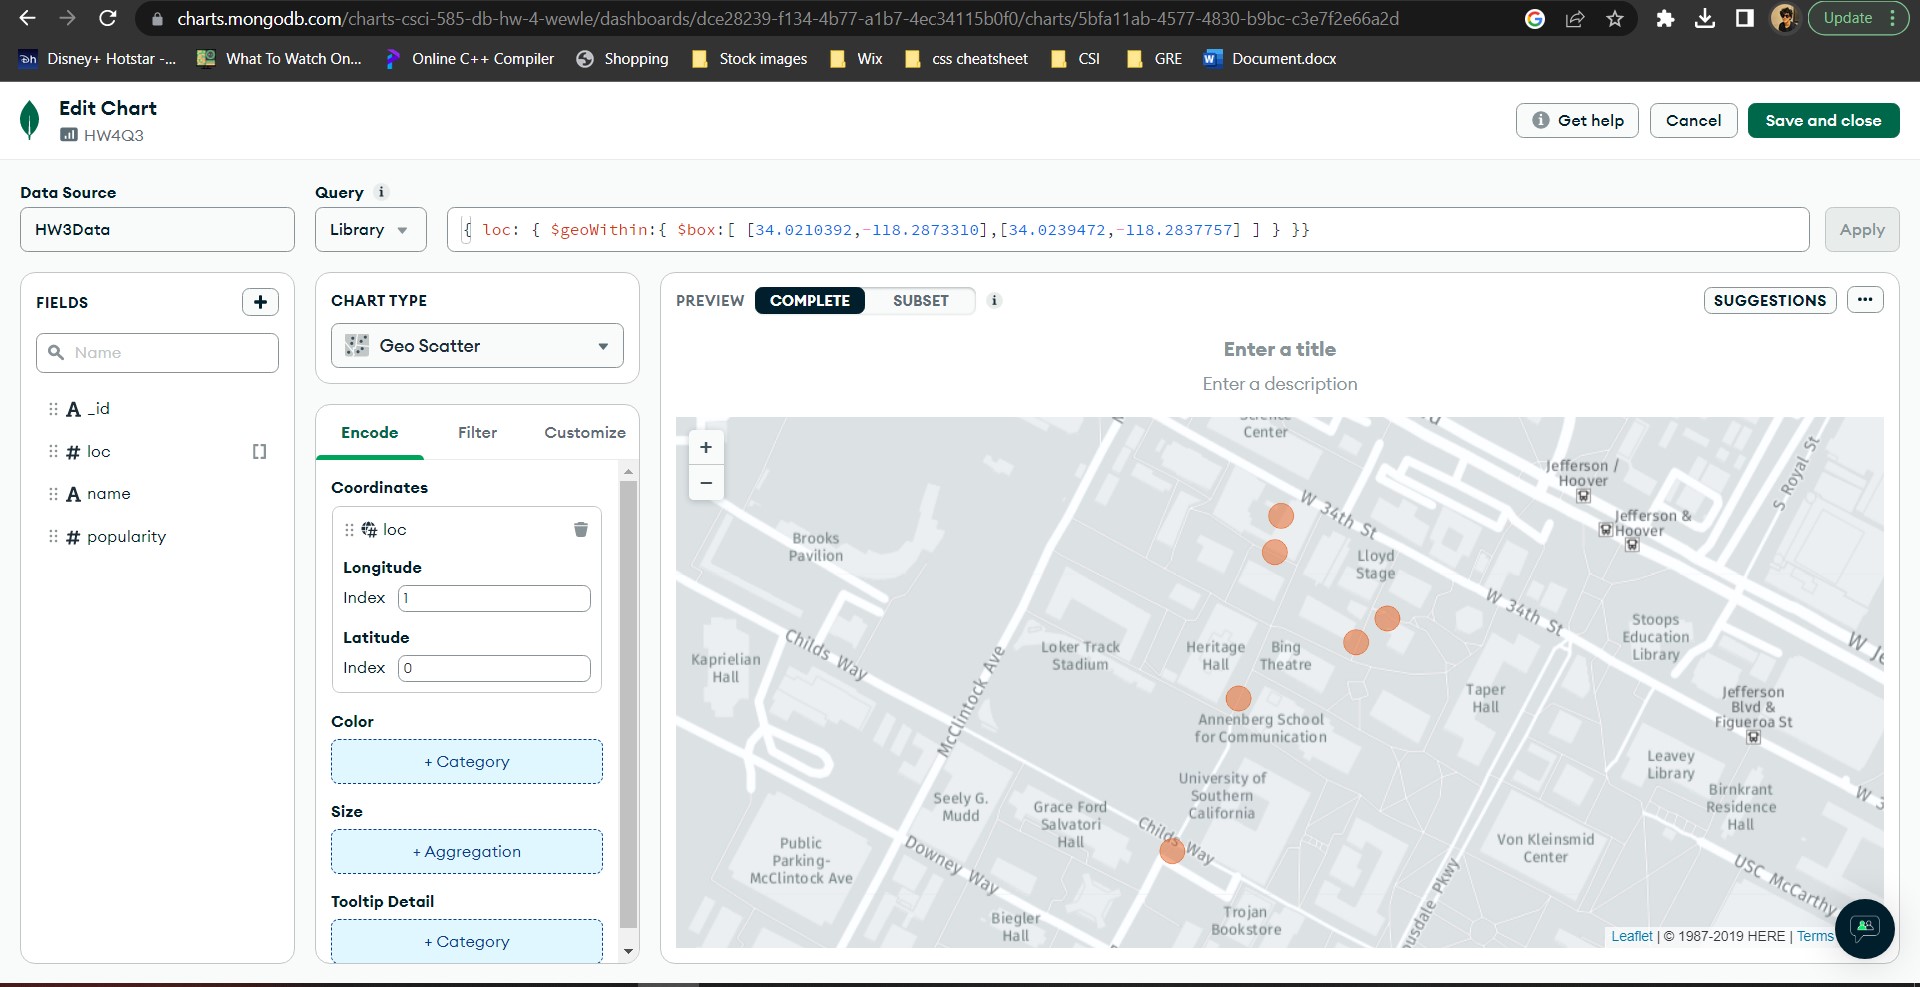 charts.mongodb.com/charts-csci-585-db-hw-4-wewle/dashboards/dce28239-f134-4b77-a1b7-4ec34115b0f0/charts/5bfa11ab-4577-4830-b9bc-c3e7f2e66a2d
Update
Disney+ Hotstar -...
What To Watch On...
Online C++ Compiler
Shopping
Stock images
Wix
css cheatsheet
CSI
GRE
Document.docx
Edit Chart
HW4Q3
Get help
Cancel
Save and close
Data Source
Query
HW3Data
Library
{ loc: { $geoWithin:{ $box:[ [34.0210392,-118.2873310],[34.0239472,-118.2837757] ] } }}
Apply
FIELDS
Name
_id
loc
[]
name
popularity
CHART TYPE
Geo Scatter
Encode
Filter
Customize
Coordinates
loc
Longitude
Index 1
Latitude
Index 0
Color
+ Category
Size
+ Aggregation
Tooltip Detail
+ Category
PREVIEW
COMPLETE
SUBSET
SUGGESTIONS
Enter a title
Enter a description
+
−
Science
Center
Jefferson /
Hoover
S Royal St
Jefferson &
Hoover
W 34th St
Brooks
Pavilion
Lloyd
Stage
W 34th St
Stoops
Education
Library
Childs Way
Kaprielian
Hall
Loker Track
Stadium
Heritage
Hall
Bing
Theatre
McClintock Ave
Taper
Hall
Jefferson
Blvd &
Figueroa St
Annenberg School
for Communication
Leavey
Library
University of
Southern
California
Birnkrant
Residence
Hall
Seely G.
Mudd
Grace Ford
Salvatori
Hall
Childs Way
Von Kleinsmid
Center
Public
Parking-
McClintock Ave
Downey Way
USC McCarthy
Biegler
Hall
Trojan
Bookstore
Leaflet | © 1987-2019 HERE | Terms